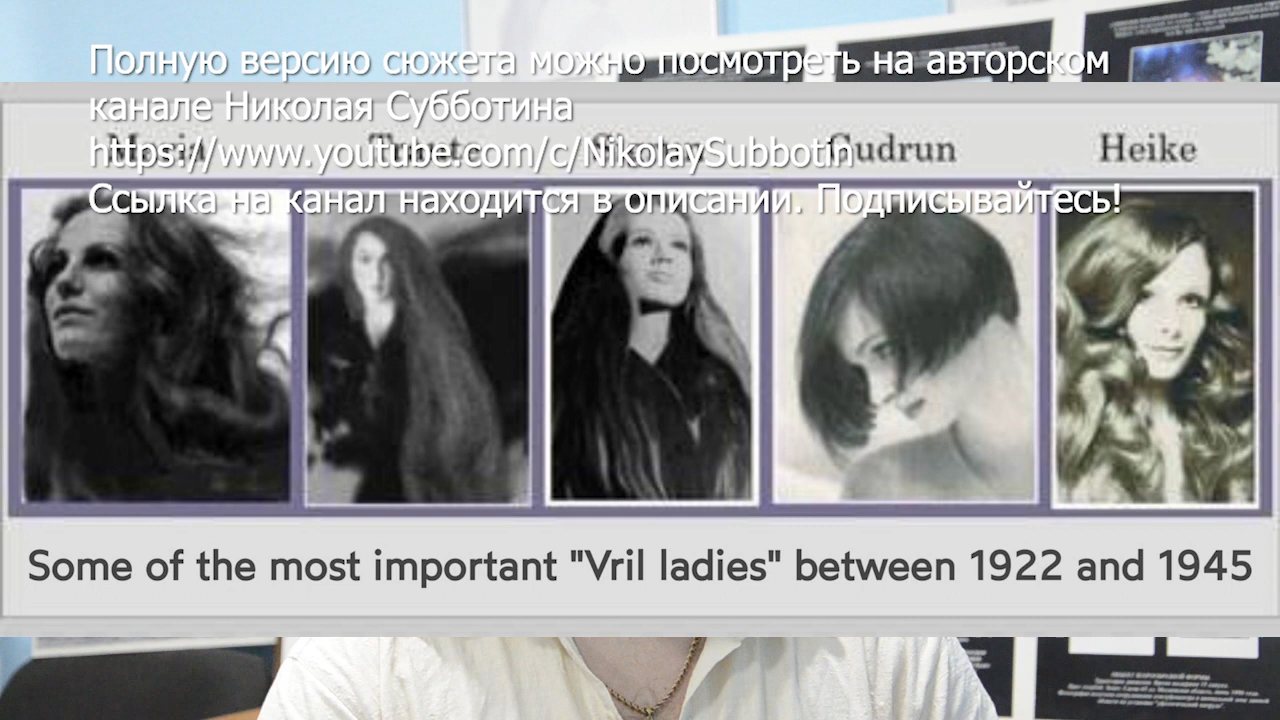 Полную версию сюжета можно посмотреть на авторском
канале Николая Субботина
https://www.youtube.com/c/NikolaySubbotin
Gudrun Heike
Ссылка на канал находится в описании. Подписывайтесь!
Some of the most important "Vril ladies" between 1922 and 1945